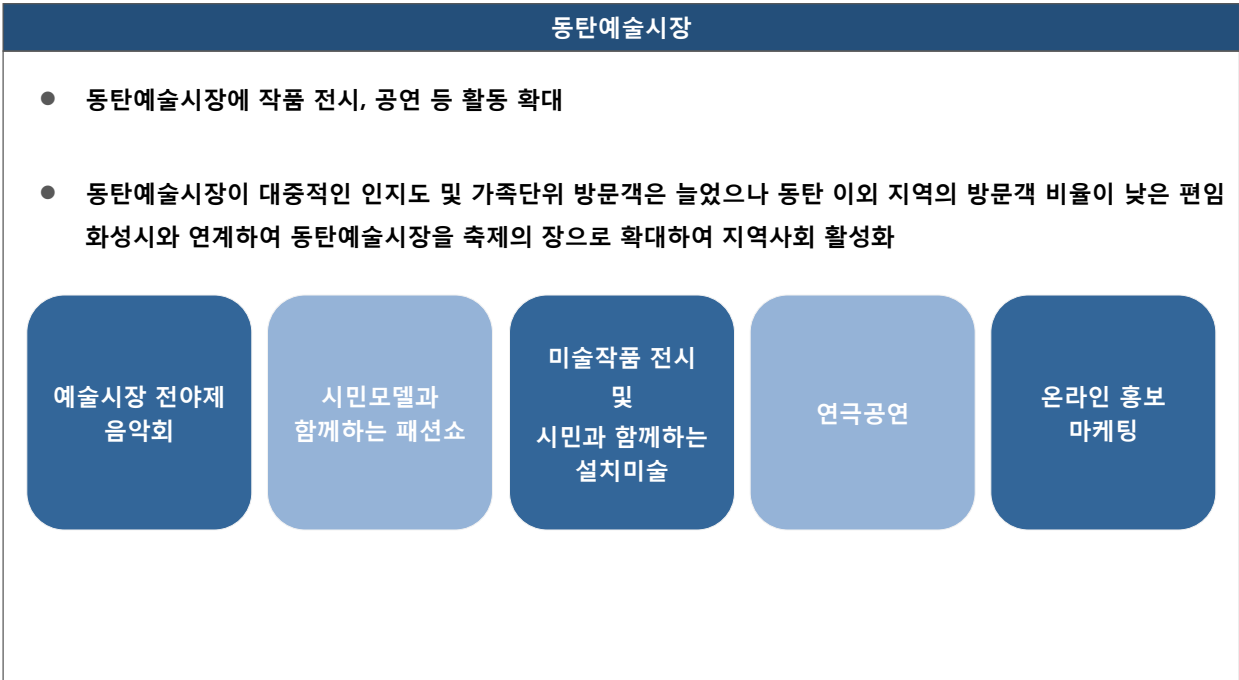 동탄예술시장
● 동탄예술시장에 작품 전시, 공연 등 활동 확대
● 동탄예술시장이 대중적인 인지도 및 가족단위 방문객은 늘었으나 동탄 이외 지역의 방문객 비율이 낮은 편임
화성시와 연계하여 동탄예술시장을 축제의 장으로 확대하여 지역사회 활성화
예술시장 전야제
음악회
시민모델과
함께하는 패션쇼
미술작품 전시
및
시민과 함께하는
설치미술
연극공연
온라인 홍보
마케팅